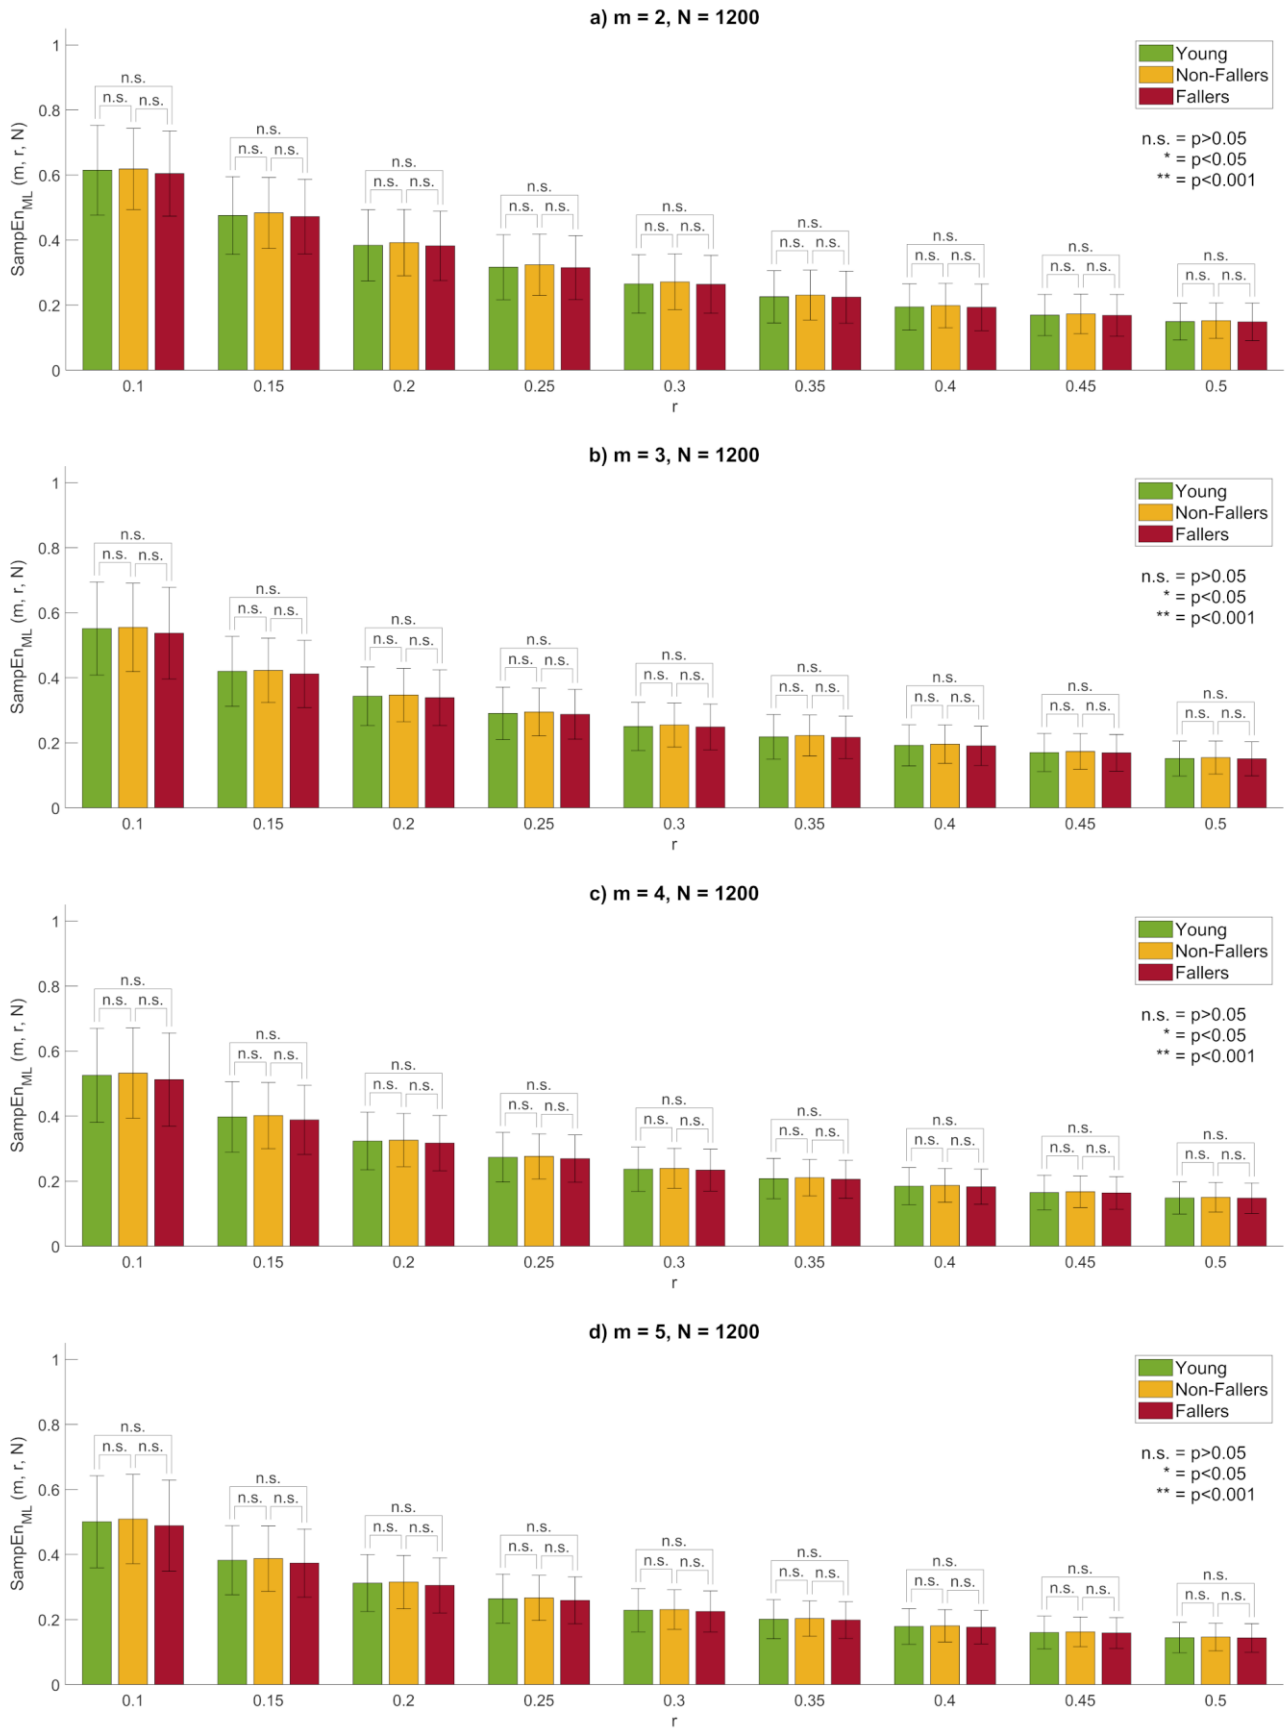 a) m = 2, N = 1200
SampEn_ML (m, r, N)
1
0.8
0.6
0.4
0.2
0
n.s. n.s. n.s. n.s. n.s. n.s. n.s. n.s. n.s.
n.s. n.s. n.s. n.s. n.s. n.s. n.s. n.s. n.s. n.s. n.s. n.s. n.s. n.s. n.s. n.s. n.s. n.s.
Young
Non-Fallers
Fallers
n.s. = p>0.05
* = p<0.05
** = p<0.001
0.1 0.15 0.2 0.25 0.3 0.35 0.4 0.45 0.5
r
b) m = 3, N = 1200
SampEn_ML (m, r, N)
1
0.8
0.6
0.4
0.2
0
n.s. n.s. n.s. n.s. n.s. n.s. n.s. n.s. n.s.
n.s. n.s. n.s. n.s. n.s. n.s. n.s. n.s. n.s. n.s. n.s. n.s. n.s. n.s. n.s. n.s. n.s. n.s.
Young
Non-Fallers
Fallers
n.s. = p>0.05
* = p<0.05
** = p<0.001
0.1 0.15 0.2 0.25 0.3 0.35 0.4 0.45 0.5
r
c) m = 4, N = 1200
SampEn_ML (m, r, N)
1
0.8
0.6
0.4
0.2
0
n.s. n.s. n.s. n.s. n.s. n.s. n.s. n.s. n.s.
n.s. n.s. n.s. n.s. n.s. n.s. n.s. n.s. n.s. n.s. n.s. n.s. n.s. n.s. n.s. n.s. n.s. n.s.
Young
Non-Fallers
Fallers
n.s. = p>0.05
* = p<0.05
** = p<0.001
0.1 0.15 0.2 0.25 0.3 0.35 0.4 0.45 0.5
r
d) m = 5, N = 1200
SampEn_ML (m, r, N)
1
0.8
0.6
0.4
0.2
0
n.s. n.s. n.s. n.s. n.s. n.s. n.s. n.s. n.s.
n.s. n.s. n.s. n.s. n.s. n.s. n.s. n.s. n.s. n.s. n.s. n.s. n.s. n.s. n.s. n.s. n.s. n.s.
Young
Non-Fallers
Fallers
n.s. = p>0.05
* = p<0.05
** = p<0.001
0.1 0.15 0.2 0.25 0.3 0.35 0.4 0.45 0.5
r